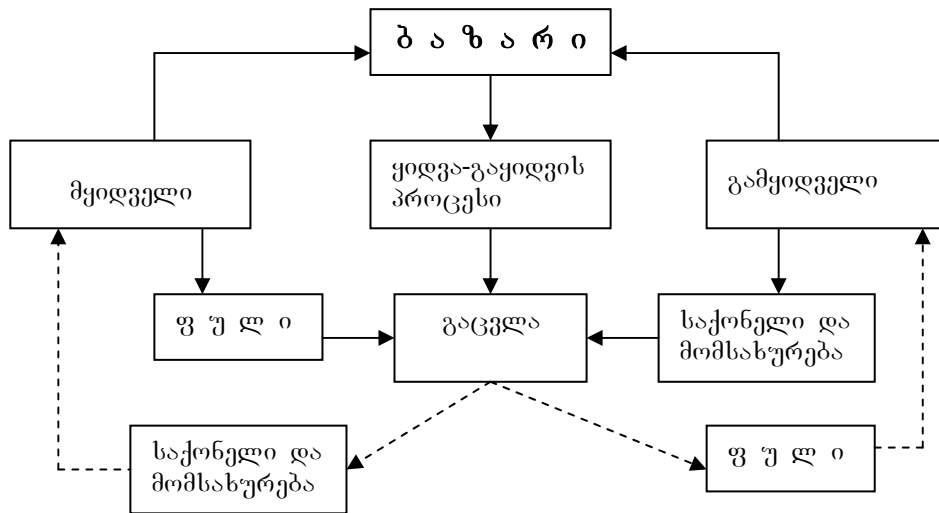 ბ ა ზ ა რ ი
მყიდველი
ყიდვა-გაყიდვის
პროცესი
გამყიდველი
ფ უ ლ ი
გაცვლა
საქონელი და
მომსახურება
საქონელი და
მომსახურება
ფ უ ლ ი